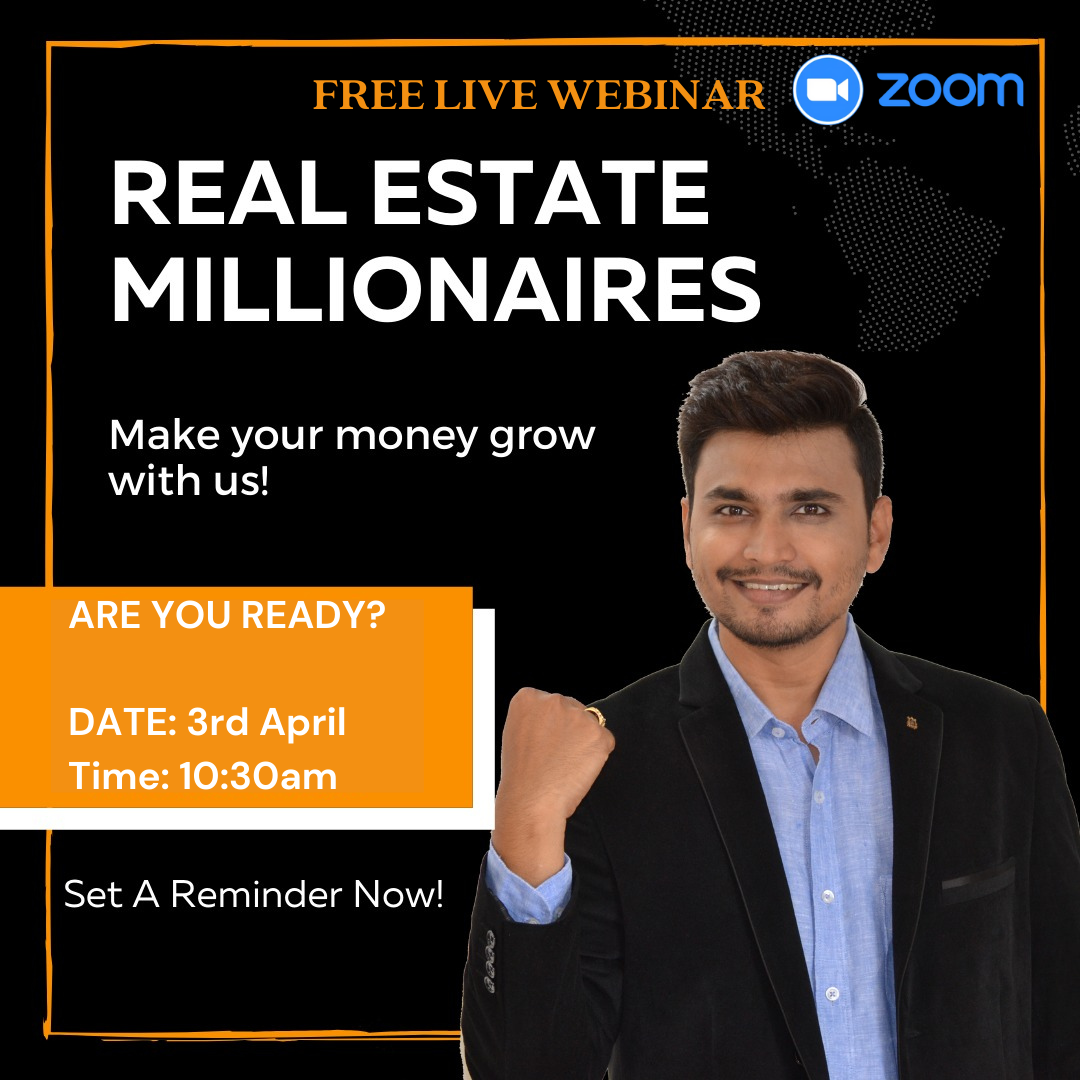 FREE LIVE WEBINAR
zoom
REAL ESTATE
MILLIONAIRES
Make your money grow
with us!
ARE YOU READY?
DATE: 3rd April
Time: 10:30am
Set A Reminder Now!